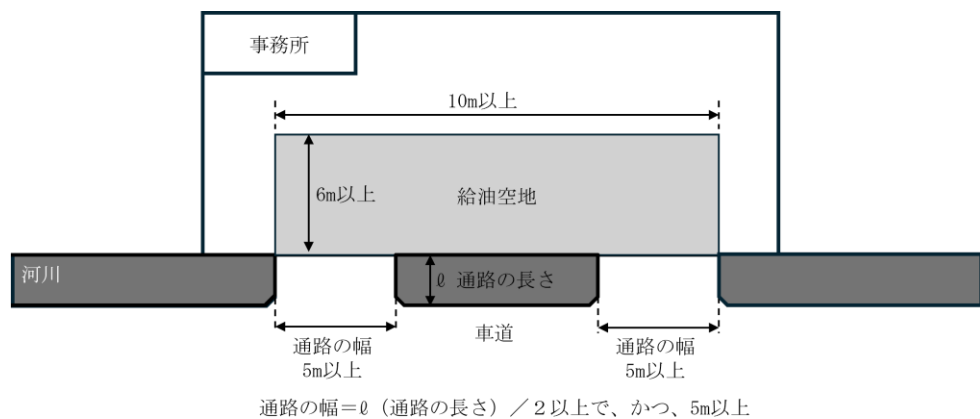 事務所
10m以上
6m以上
給油空地
河川
ℓ 通路の長さ
車道
通路の幅
5m以上
通路の幅
5m以上
通路の幅＝ℓ（通路の長さ）／２以上で、かつ、5m以上